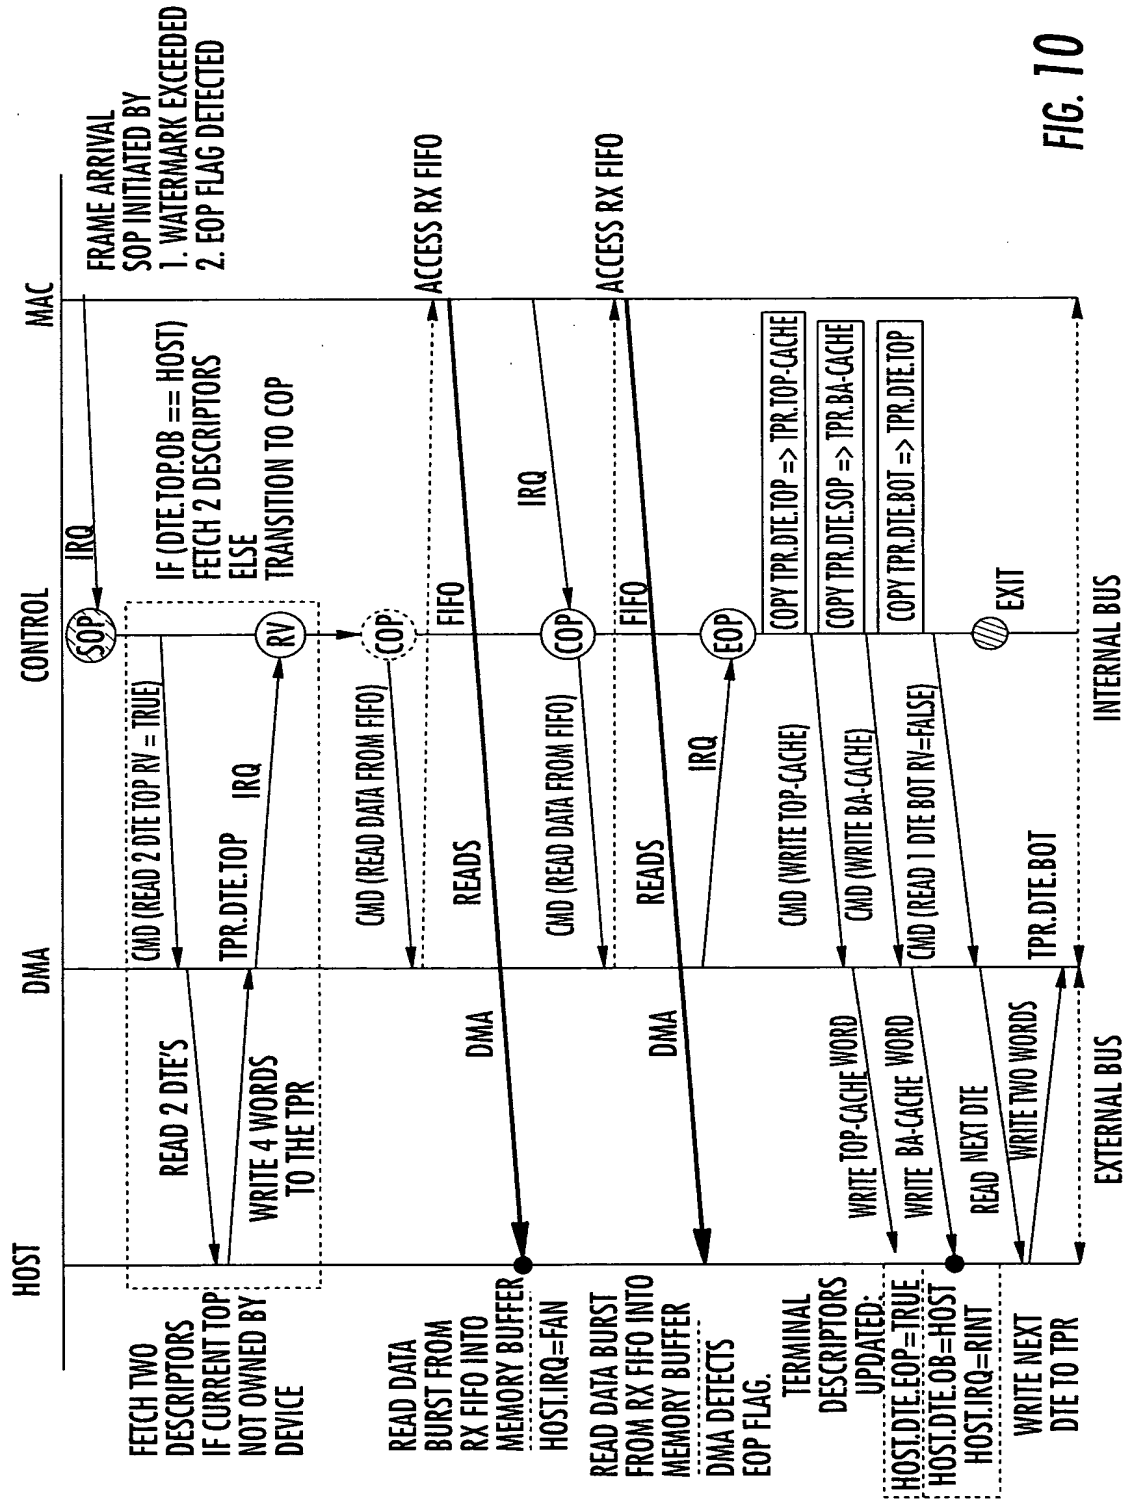 HOST
DMA
CONTROL
MAC
FRAME ARRIVAL
SOP INITIATED BY
1. WATERMARK EXCEEDED
2. EOP FLAG DETECTED
IRQ
SOP
FETCH TWO
DESCRIPTORS
IF CURRENT TOP
NOT OWNED BY
DEVICE
READ 2 DTE'S
WRITE 4 WORDS
TO THE TPR
CMD (READ 2 DTE TOP RV = TRUE)
TPR.DTE.TOP
IRQ
RV
IF (DTE.TOP.OB == HOST)
FETCH 2 DESCRIPTORS
ELSE
TRANSITION TO COP
COP
CMD (READ DATA FROM FIFO)
ACCESS RX FIFO
READ DATA
BURST FROM
RX FIFO INTO
MEMORY BUFFER
HOST.IRQ=FAN
DMA
READS
FIFO
IRQ
COP
CMD (READ DATA FROM FIFO)
ACCESS RX FIFO
READ DATA BURST
FROM RX FIFO INTO
MEMORY BUFFER
DMA DETECTS
EOP FLAG.
DMA
READS
FIFO
IRQ
EOP
COPY TPR.DTE.TOP => TPR.TOP-CACHE
COPY TPR.DTE.SOP => TPR.BA-CACHE
COPY TPR.DTE.BOT => TPR.DTE.TOP
CMD (WRITE TOP-CACHE)
CMD (WRITE BA-CACHE)
CMD (READ 1 DTE BOT RV=FALSE)
TERMINAL
DESCRIPTORS
UPDATED:
HOST.DTE.EOP=TRUE
HOST.DTE.OB=HOST
HOST.IRQ=RINT
WRITE TOP-CACHE WORD
WRITE BA-CACHE WORD
READ NEXT DTE
WRITE TWO WORDS
WRITE NEXT
DTE TO TPR
TPR.DTE.BOT
EXIT
EXTERNAL BUS
INTERNAL BUS
FIG. 10